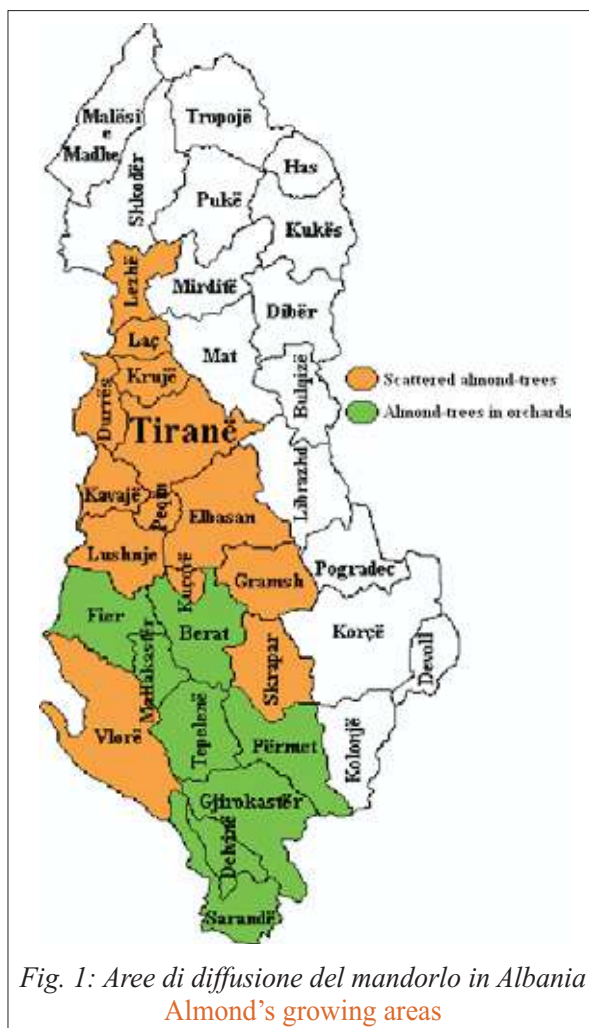 Malësi
e
Madhe
Tropojë
Has
Shkodër
Pukë
Kukës
Lezhë
Mirditë
Dibër
Laç
Mat
Krujë
Bulqizë
Scattered almond-trees
Durrës
Almond-trees in orchards
Tiranë
Librazhd
Kavajë
Peqin
Elbasan
Lushnje
Kuçovë
Gramsh
Pogradec
Fier
Berat
Korçë
Devoll
Mallakastër
Skrapar
Vlorë
Tepelenë
Përmet
Kolonjë
Gjirokastër
Delvinë
Sarandë
Fig. 1: Aree di diffusione del mandorlo in Albania
Almond's growing areas